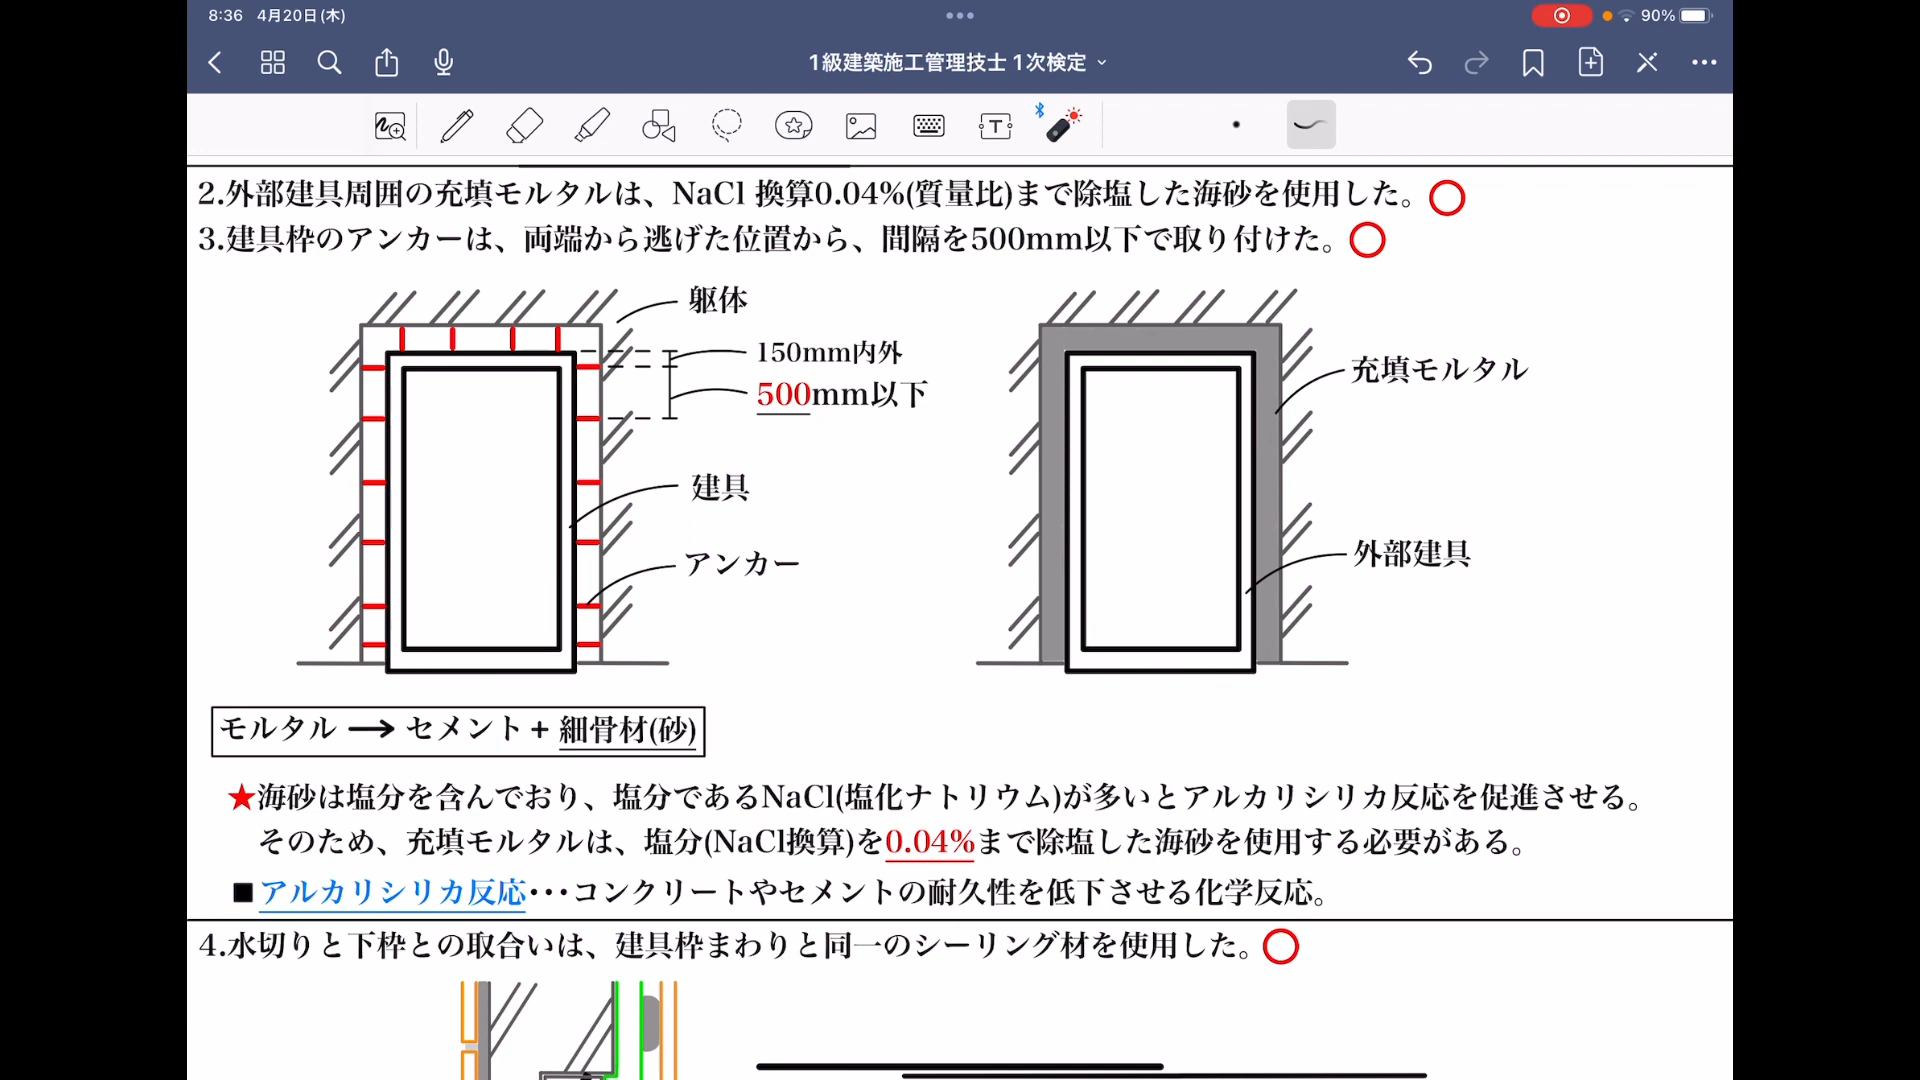 8:36 4月20日(木)
90%
1級建築施工管理技士 1次検定
2.外部建具周囲の充填モルタルは、NaCl 換算0.04%(質量比)まで除塩した海砂を使用した。
3.建具枠のアンカーは、両端から逃げた位置から、間隔を500mm以下で取り付けた。
躯体
150mm内外
500mm以下
建具
アンカー
充填モルタル
外部建具
モルタル → セメント + 細骨材(砂)
★海砂は塩分を含んでおり、塩分であるNaCl(塩化ナトリウム)が多いとアルカリシリカ反応を促進させる。
そのため、充填モルタルは、塩分(NaCl換算)を0.04%まで除塩した海砂を使用する必要がある。
■アルカリシリカ反応･･･コンクリートやセメントの耐久性を低下させる化学反応。
4.水切りと下枠との取合いは、建具枠まわりと同一のシーリング材を使用した。